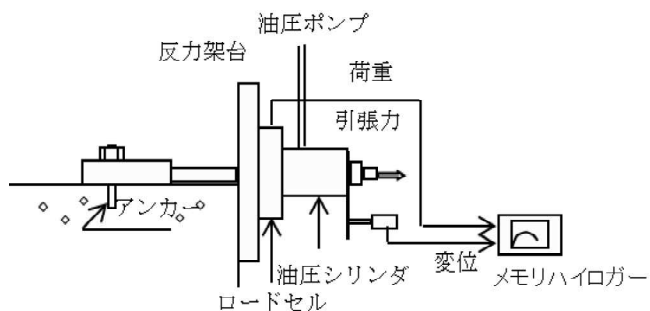 油圧ポンプ
反力架台
荷重
引張力
アンカー
変位
油圧シリンダ
メモリハイロガー
ロードセル